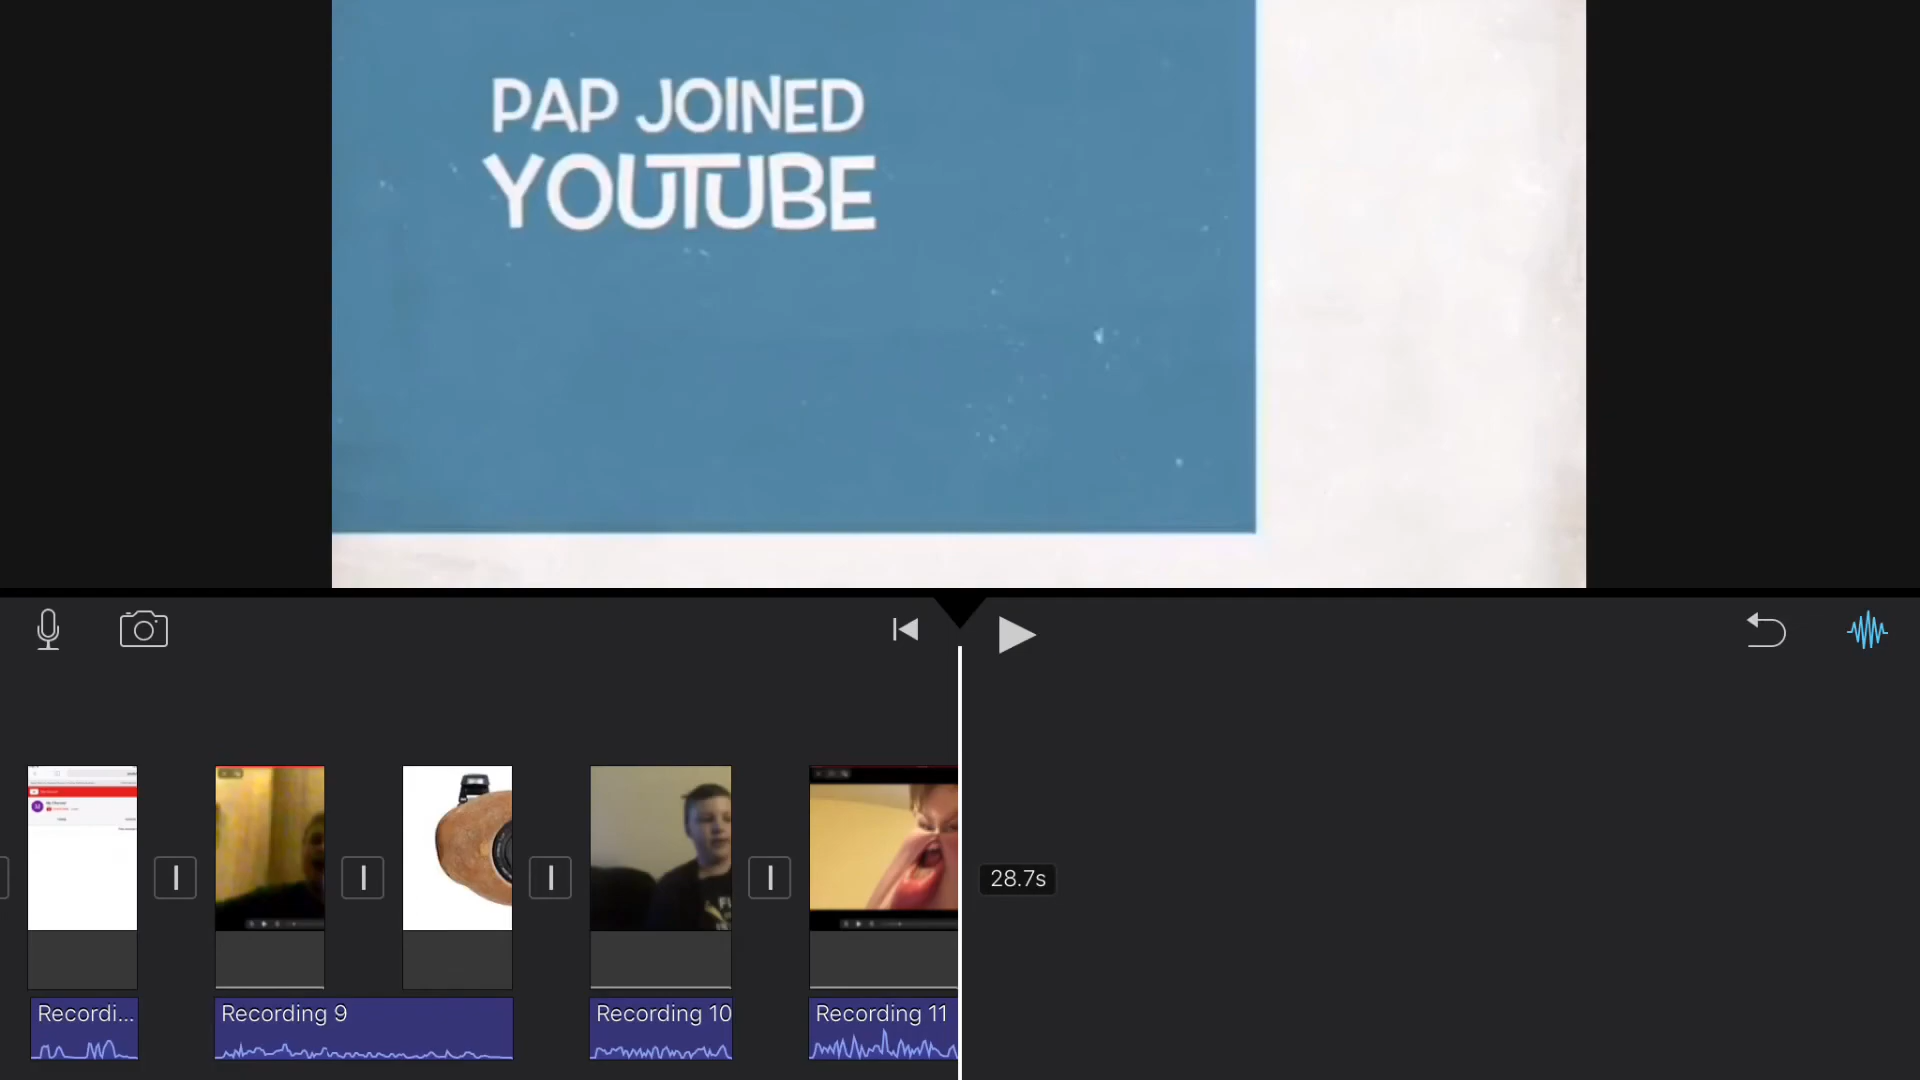 PAP JOINED
YOUTUBE
28.7s
Recordi...
Recording 9
Recording 10
Recording 11